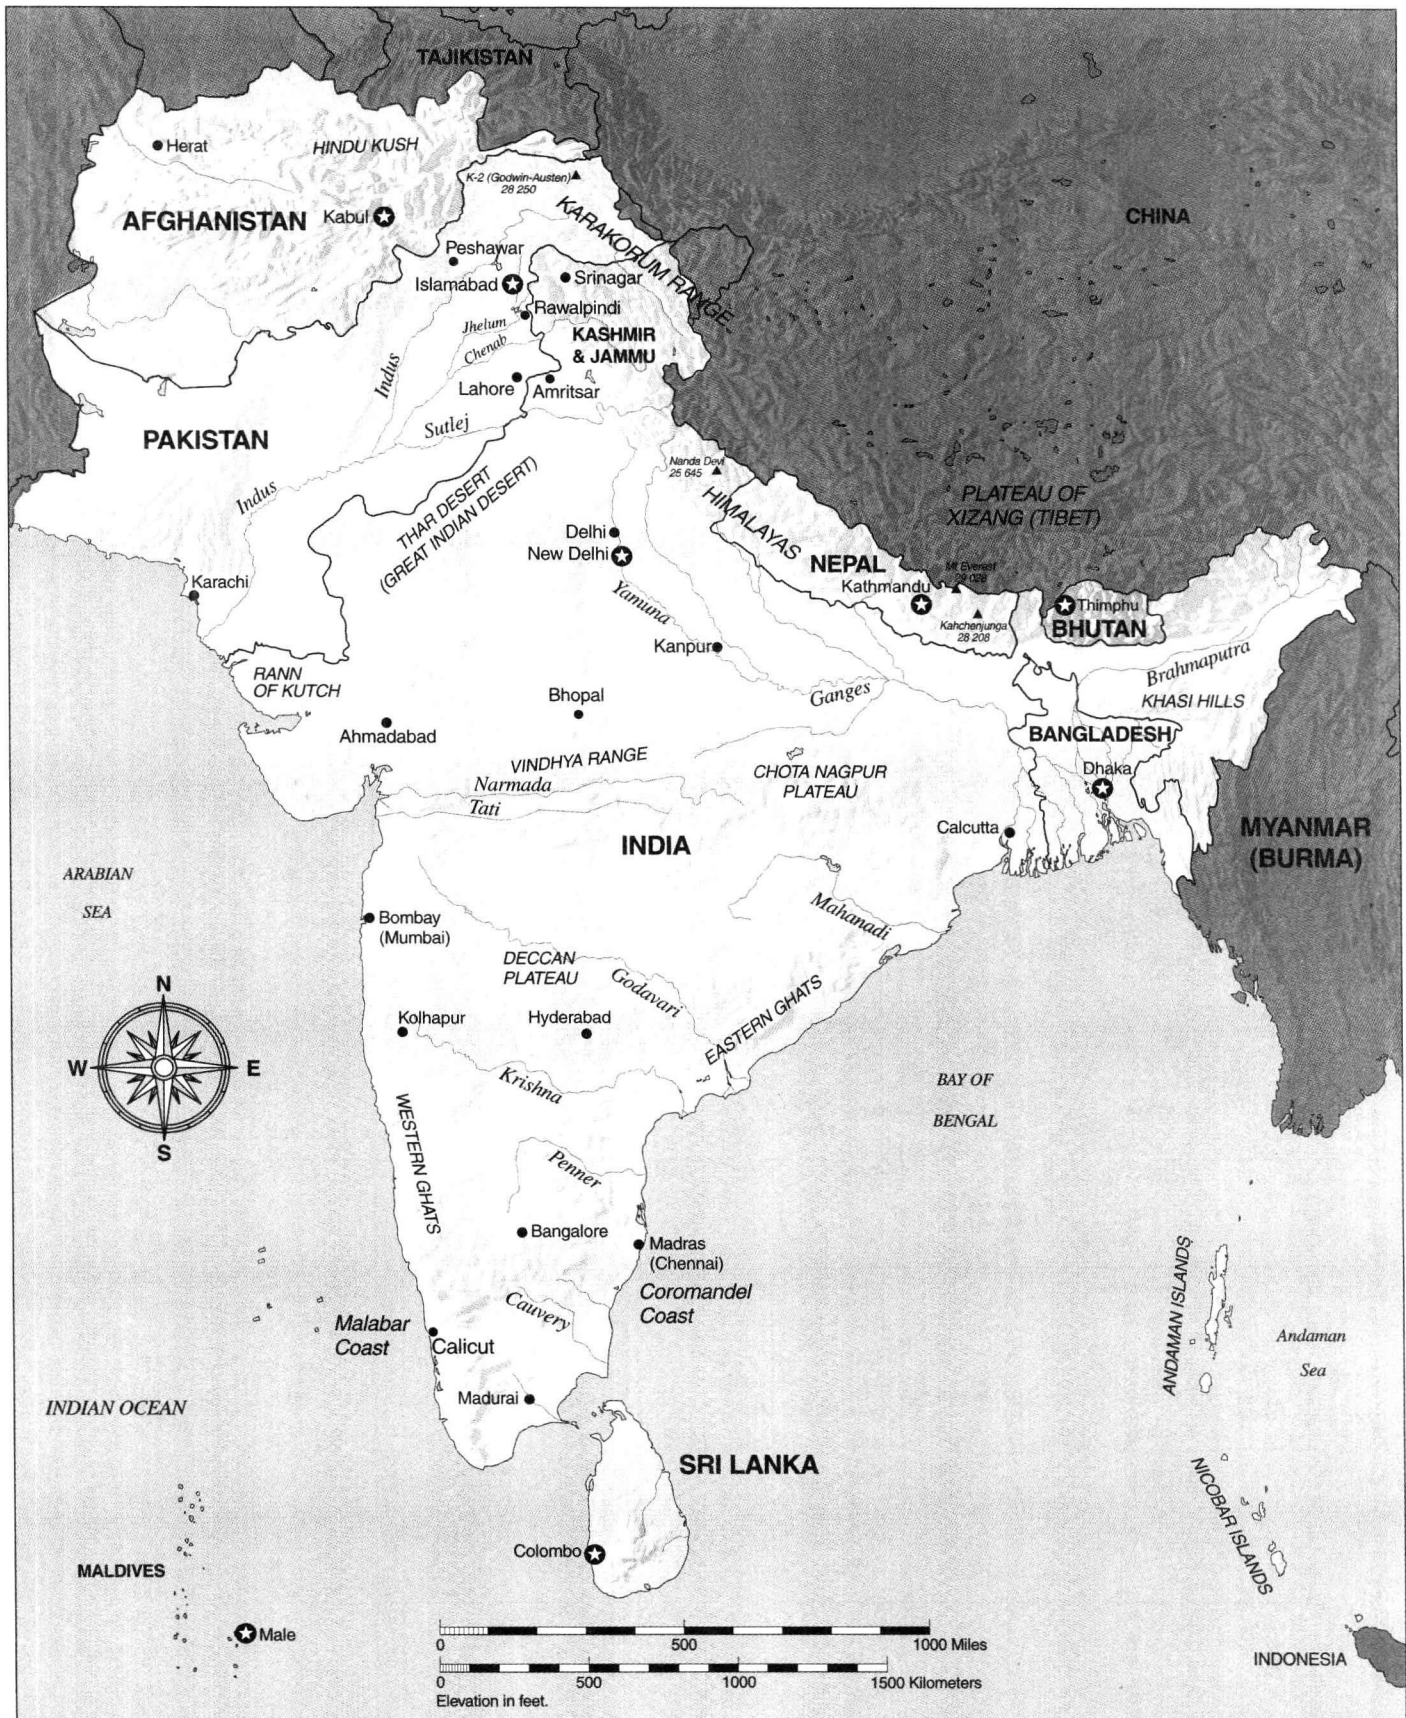 TAJIKISTAN
Herat
HINDU KUSH
K-2 (Godwin-Austen)
28 250
AFGHANISTAN
Kabul
CHINA
KARAKORUM RANGE
Peshawar
Islamabad
Srinagar
Rawalpindi
Jhelum
Chenab
KASHMIR
& JAMMU
Indus
Lahore
Amritsar
Sutlej
PAKISTAN
Nanda Devi
25 645
Indus
THAR DESERT
(GREAT INDIAN DESERT)
HIMALAYAS
PLATEAU OF
XIZANG (TIBET)
Delhi
New Delhi
NEPAL
Mt Everest
29 028
Kathmandu
Karachi
Yamuna
Thimphu
Kahchenjunga
28 208
BHUTAN
Kanpur
Brahmaputra
RANN
OF KUTCH
Bhopal
Ganges
KHASI HILLS
Ahmadabad
BANGLADESH
VINDHYA RANGE
CHOTA NAGPUR
PLATEAU
Dhaka
Narmada
Tati
Calcutta
MYANMAR
(BURMA)
INDIA
ARABIAN
SEA
Mahanadi
Bombay
(Mumbai)
DECCAN
PLATEAU
Godavari
N
W
E
S
Kolhapur
Hyderabad
EASTERN GHATS
Krishna
BAY OF
BENGAL
WESTERN GHATS
Penner
Bangalore
Madras
(Chennai)
Coromandel
Coast
ANDAMAN ISLANDS
Cauvery
Malabar
Coast
Calicut
Andaman
Sea
Madurai
INDIAN OCEAN
SRI LANKA
NICOBAR ISLANDS
Colombo
MALDIVES
Male
0
500
1000 Miles
INDONESIA
0
500
1000
1500 Kilometers
Elevation in feet.